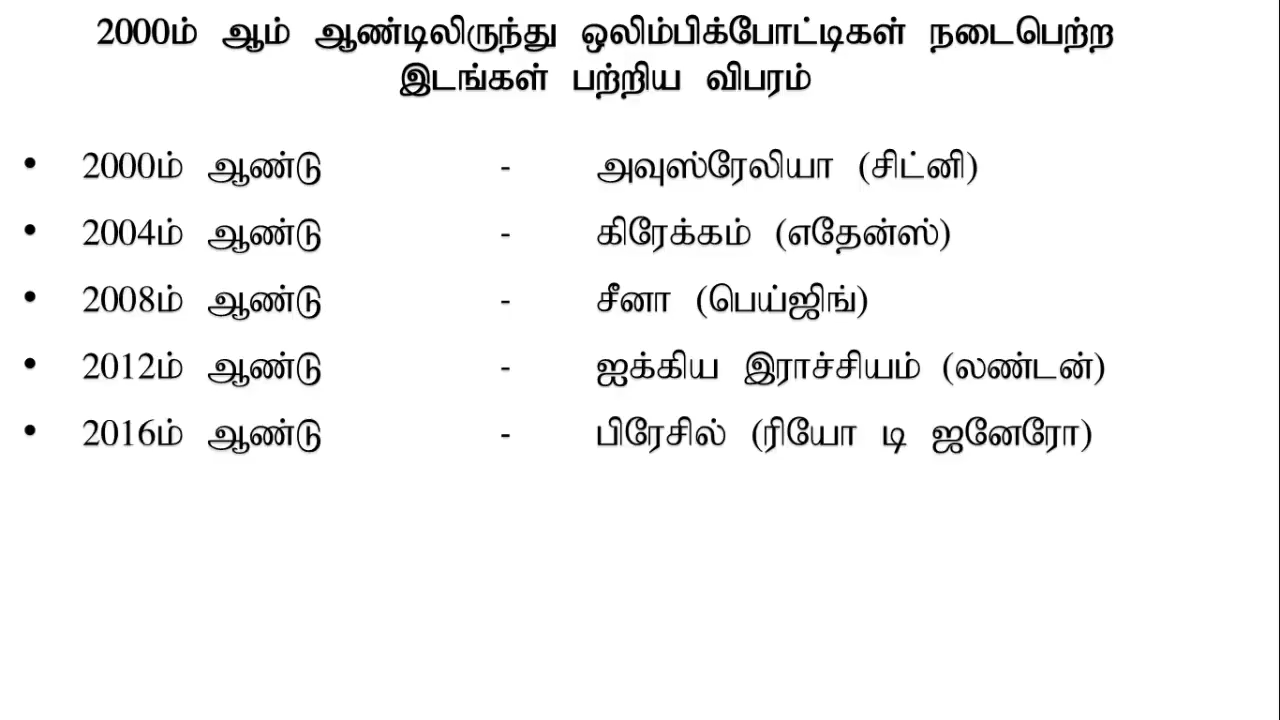 2000ம் ஆம் ஆண்டிலிருந்து ஒலிம்பிக்போட்டிகள் நடைபெற்ற
இடங்கள் பற்றிய விபரம்
• 2000ம் ஆண்டு - அவுஸ்ரேலியா (சிட்னி)
• 2004ம் ஆண்டு - கிரேக்கம் (எதேன்ஸ்)
• 2008ம் ஆண்டு - சீனா (பெய்ஜிங்)
• 2012ம் ஆண்டு - ஐக்கிய இராச்சியம் (லண்டன்)
• 2016ம் ஆண்டு - பிரேசில் (ரியோ டி ஜனேரோ)